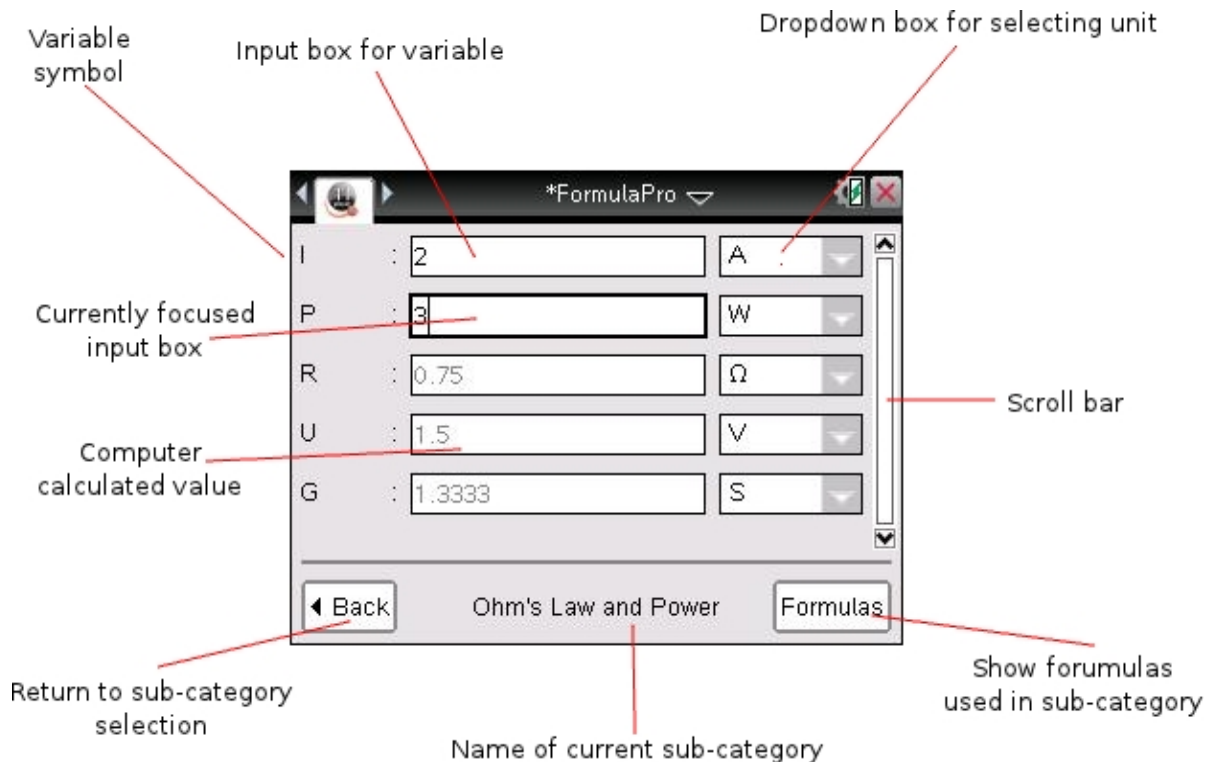 Dropdown box for selecting unit
Variable
symbol
Input box for variable
*FormulaPro
I : 2 A
Currently focused
input box
P : 3 W
R : 0.75 Ω
Scroll bar
U : 1.5 V
Computer
calculated value
G : 1.3333 S
Back Ohm's Law and Power Formulas
Return to sub-category
selection
Show forumulas
used in sub-category
Name of current sub-category